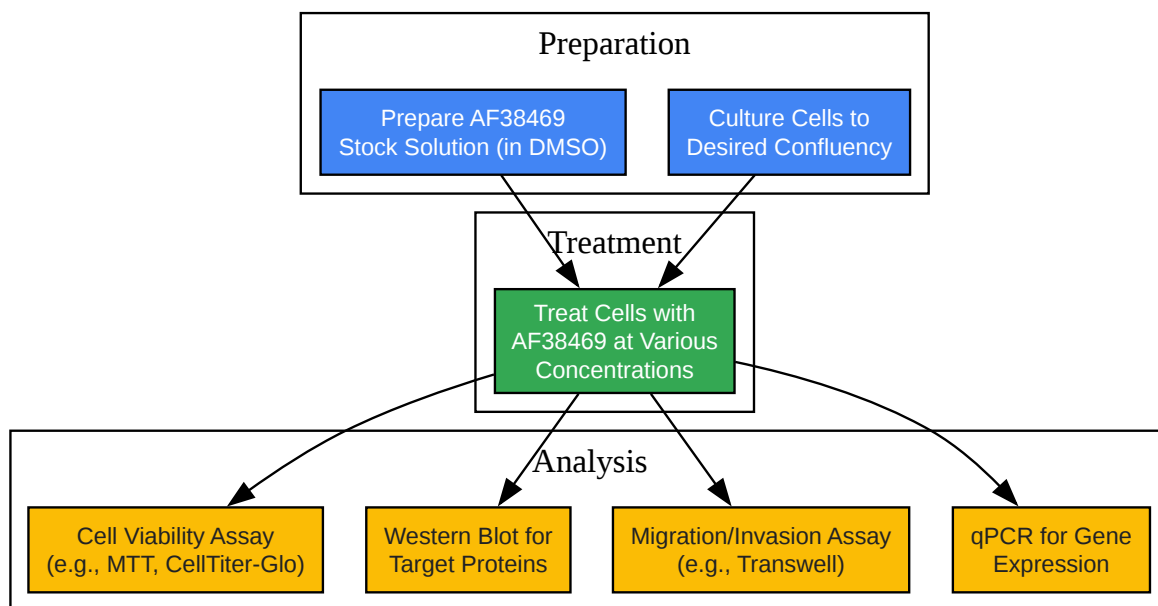 Preparation
Prepare AF38469
Stock Solution (in DMSO)
Culture Cells to
Desired Confluency
Treatment
Treat Cells with
AF38469 at Various
Concentrations
Analysis
Cell Viability Assay
(e.g., MTT, CellTiter-Glo)
Western Blot for
Target Proteins
Migration/Invasion Assay
(e.g., Transwell)
qPCR for Gene
Expression